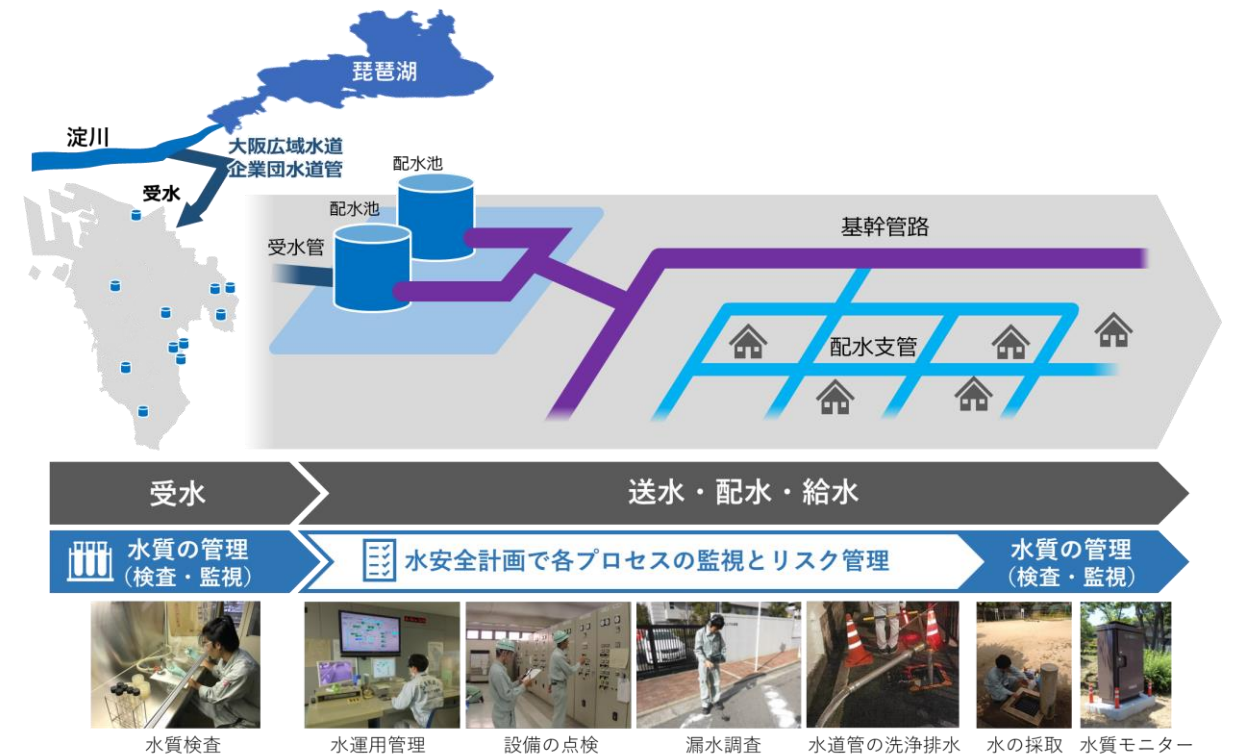 琵琶湖
淀川
大阪広域水道
企業団水道管
受水
配水池
配水池
受水管
基幹管路
配水支管
受水
送水・配水・給水
水質の管理
（検査・監視）
水安全計画で各プロセスの監視とリスク管理
水質の管理
（検査・監視）
水質検査
水運用管理
設備の点検
漏水調査
水道管の洗浄排水
水の採取
水質モニター